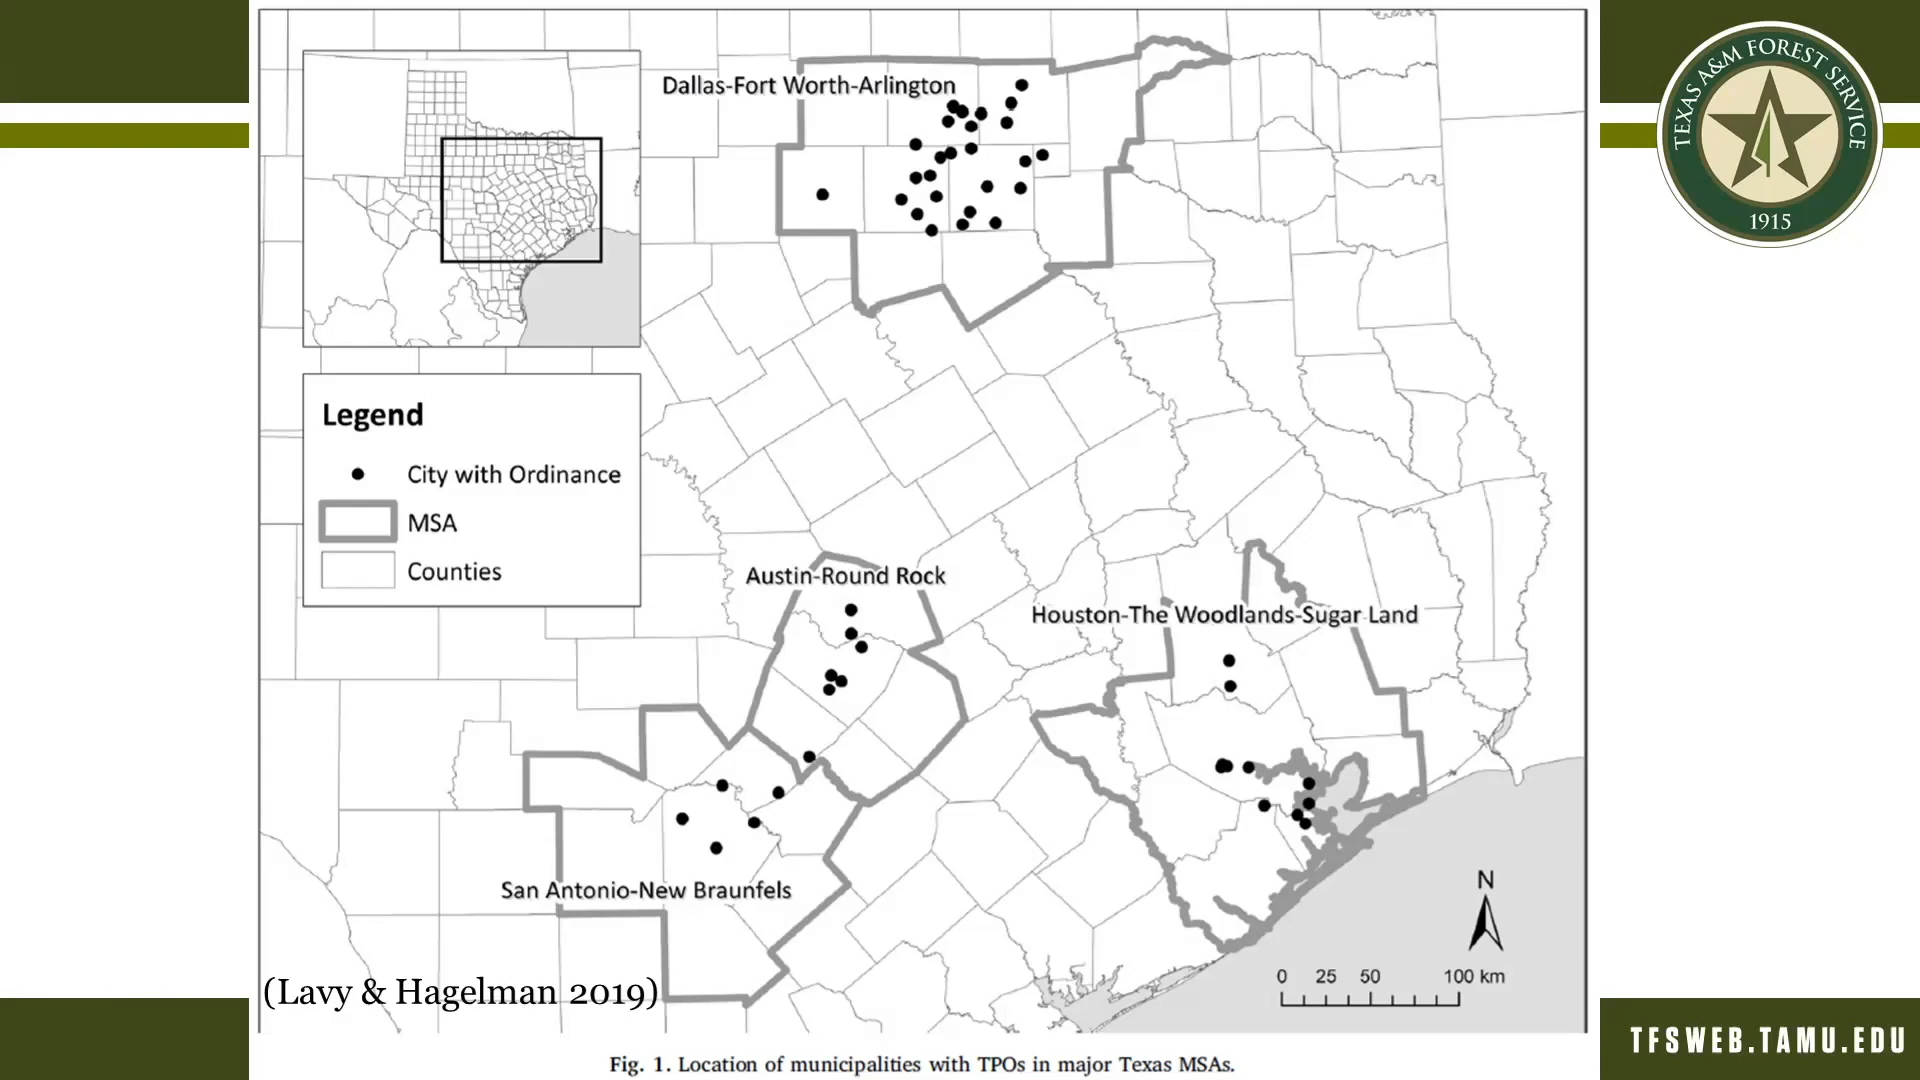 Dallas-Fort Worth-Arlington
TEXAS A&M FOREST SERVICE
1915
Legend
City with Ordinance
MSA
Counties
Austin-Round Rock
Houston-The Woodlands-Sugar Land
San Antonio-New Braunfels
N
0 25 50 100 km
(Lavy & Hagelman 2019)
TFSWEB.TAMU.EDU
Fig. 1. Location of municipalities with TPOs in major Texas MSAs.